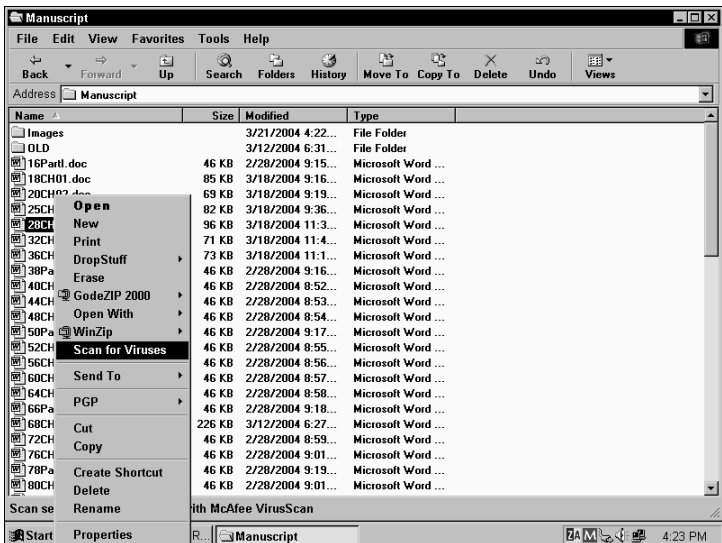 Manuscript
File Edit View Favorites Tools Help
Back Forward Up Search Folders History Move To Copy To Delete Undo Views
Address Manuscript
Name Size Modified Type
Images 3/21/2004 4:22... File Folder
OLD 3/12/2004 6:31... File Folder
16PartI.doc 46 KB 2/28/2004 9:15... Microsoft Word ...
18CH01.doc 85 KB 3/18/2004 9:16... Microsoft Word ...
20CH02.doc 69 KB 3/18/2004 9:19... Microsoft Word ...
25CH 82 KB 3/18/2004 9:36... Microsoft Word ...
28CH 96 KB 3/18/2004 11:3... Microsoft Word ...
32CH 71 KB 3/18/2004 11:4... Microsoft Word ...
36CH 73 KB 3/18/2004 11:1... Microsoft Word ...
38Pa 46 KB 2/28/2004 9:16... Microsoft Word ...
40CH 46 KB 2/28/2004 8:52... Microsoft Word ...
44CH 46 KB 2/28/2004 8:53... Microsoft Word ...
48CH 46 KB 2/28/2004 8:54... Microsoft Word ...
50Pa 46 KB 2/28/2004 9:17... Microsoft Word ...
52CH 46 KB 2/28/2004 8:55... Microsoft Word ...
56CH 46 KB 2/28/2004 8:56... Microsoft Word ...
60CH 46 KB 2/28/2004 8:57... Microsoft Word ...
64CH 46 KB 2/28/2004 8:58... Microsoft Word ...
66Pa 46 KB 2/28/2004 9:18... Microsoft Word ...
68CH 226 KB 3/12/2004 6:27... Microsoft Word ...
72CH 46 KB 2/28/2004 8:59... Microsoft Word ...
76CH 46 KB 2/28/2004 9:01... Microsoft Word ...
78Pa 46 KB 2/28/2004 9:19... Microsoft Word ...
80CH 46 KB 2/28/2004 9:01... Microsoft Word ...
Open
New
Print
DropStuff
Erase
GodeZIP 2000
Open With
WinZip
Scan for Viruses
Send To
PGP
Cut
Copy
Create Shortcut
Delete
Rename
Properties
Scan se ith McAfee VirusScan
Start R... Manuscript 4:23 PM